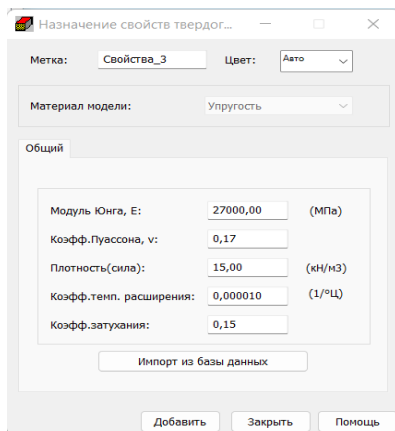 Назначение свойств твердог...
Метка: Свойства_3 Цвет: Авто
Материал модели: Упругость
Общий
Модуль Юнга, E: 27000,00 (МПа)
Коэфф.Пуассона, v: 0,17
Плотность(сила): 15,00 (кН/м3)
Коэфф.темп. расширения: 0,000010 (1/°Ц)
Коэфф.затухания: 0,15
Импорт из базы данных
Добавить Закрыть Помощь